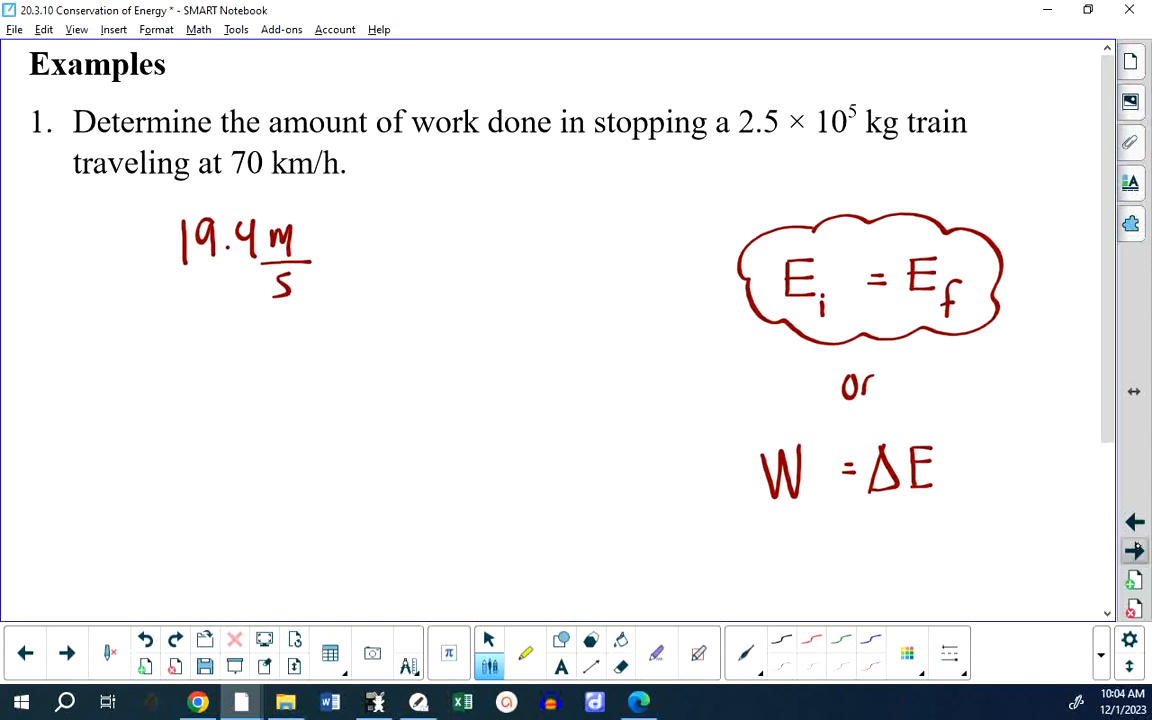 20.3.10 Conservation of Energy * - SMART Notebook
File Edit View Insert Format Math Tools Add-ons Account Help
Examples
1. Determine the amount of work done in stopping a 2.5 × 10⁵ kg train
traveling at 70 km/h.
19.4 m/s
Eᵢ = E_f
or
W = ΔE
π
A
10:04 AM
12/1/2023